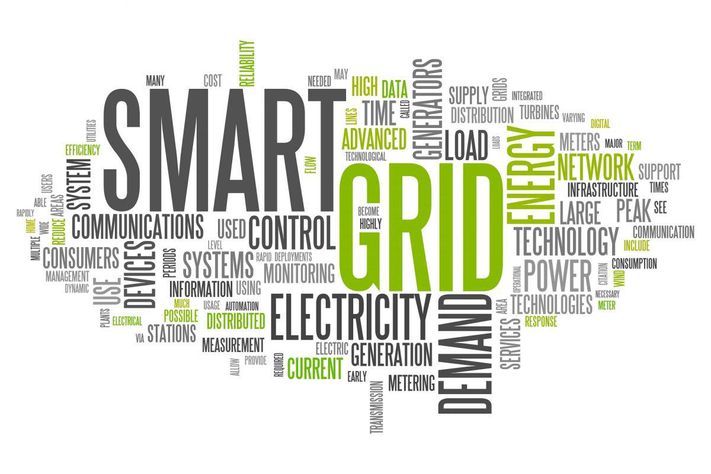 MANY
COST
RELIABILITY
NEEDED
MAY
HIGH
DATA
GENERATORS
SUPPLY
GRIDS
INTEGRATED
SMART
LINES
TIME
CALLED
DISTRIBUTION
TURBINES
VARYING
DIGITAL
UTILITIES
EFFICIENCY
FLOW
ADVANCED
TECHNOLOGICAL
LOAD
LOADS
ENERGY
METERS
MAJOR
TERM
SYSTEM
NETWORK
SUPPORT
ABLE
USERS
GRID
INFRASTRUCTURE
TIMES
RAPIDLY
HOME
WIDE
REDUCE
AREAS
COMMUNICATIONS
USED
CONTROL
BECOME
HIGHLY
LARGE
PEAK
SEE
MULTIPLE
CONSUMERS
DEVICES
PERIODS
LEVEL
RAPID
DEPLOYMENTS
TECHNOLOGY
COMMUNICATION
INCLUDE
MANAGEMENT
SYSTEMS
MONITORING
OPERATIONAL
POWER
CITATION
WIND
CONSUMPTION
DYNAMIC
USE
INFORMATION
USING
ELECTRICITY
DEMAND
TECHNOLOGIES
NECESSARY
METER
PLANTS
ELECTRICAL
MUCH
POSSIBLE
USAGE
AUTOMATION
DISTRIBUTED
AREA
SERVICES
RESPONSE
VIA
STATIONS
MEASUREMENT
ELECTRIC
GENERATION
ALLOW
PROVIDE
REQUIRED
CURRENT
EARLY
METERING
TRANSMISSION